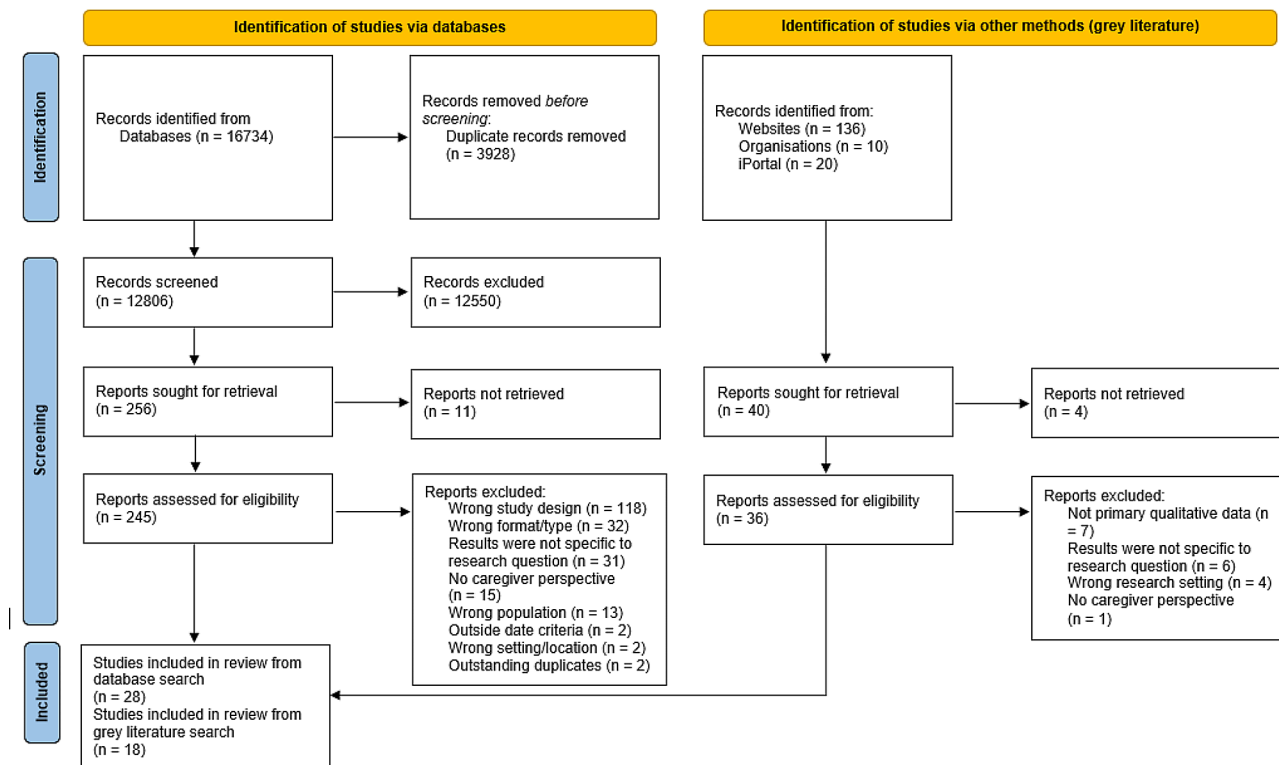 Identification of studies via databases
Identification of studies via other methods (grey literature)
Identification
Records identified from
Databases (n = 16734)
Records removed before
screening:
Duplicate records removed
(n = 3928)
Records identified from:
Websites (n = 136)
Organisations (n = 10)
iPortal (n = 20)
Screening
Records screened
(n = 12806)
Records excluded
(n = 12550)
Reports sought for retrieval
(n = 256)
Reports not retrieved
(n = 11)
Reports sought for retrieval
(n = 40)
Reports not retrieved
(n = 4)
Reports assessed for eligibility
(n = 245)
Reports excluded:
Wrong study design (n = 118)
Wrong format/type (n = 32)
Results were not specific to
research question (n = 31)
No caregiver perspective
(n = 15)
Wrong population (n = 13)
Outside date criteria (n = 2)
Wrong setting/location (n = 2)
Outstanding duplicates (n = 2)
Reports assessed for eligibility
(n = 36)
Reports excluded:
Not primary qualitative data (n
= 7)
Results were not specific to
research question (n = 6)
Wrong research setting (n = 4)
No caregiver perspective
(n = 1)
Included
Studies included in review from
database search
(n = 28)
Studies included in review from
grey literature search
(n = 18)